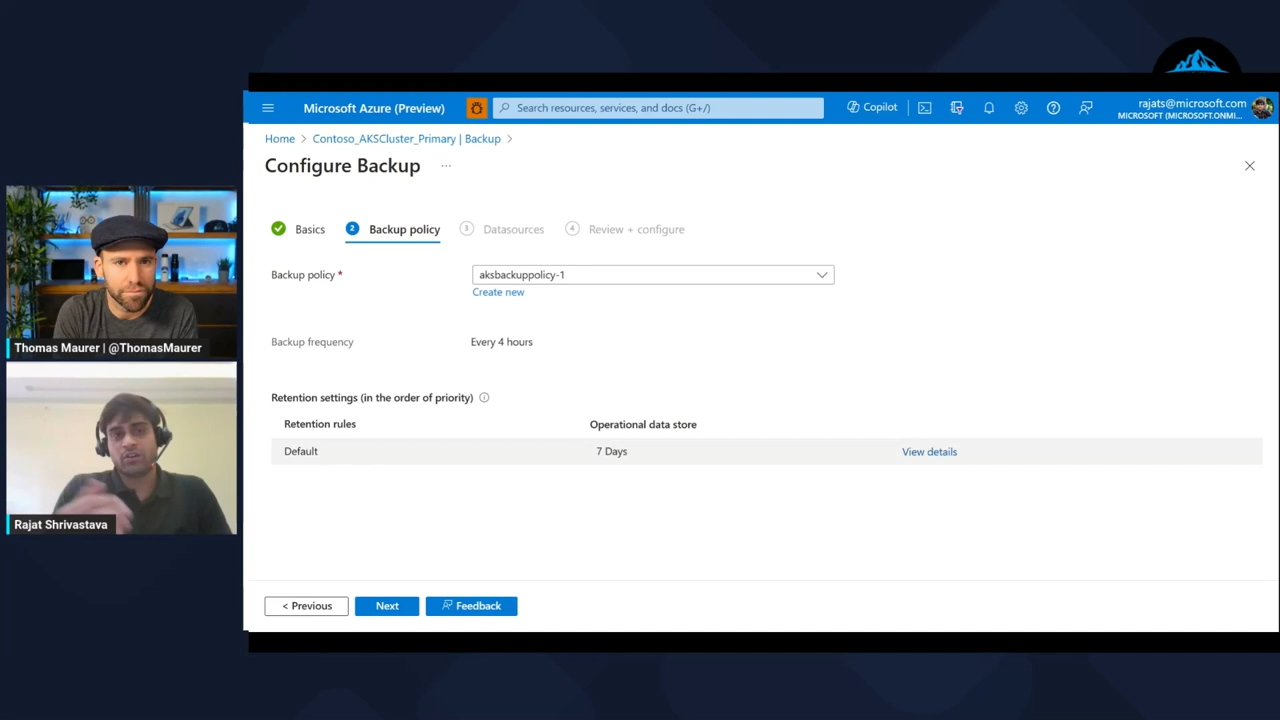 Microsoft Azure (Preview)
Search resources, services, and docs (G+/)
Copilot
rajats@microsoft.com
MICROSOFT (MICROSOFT.ONMI...
Home > Contoso_AKSCluster_Primary | Backup >
Configure Backup ...
Basics
2 Backup policy
3 Datasources
4 Review + configure
Backup policy *
aksbackuppolicy-1
Create new
Backup frequency
Every 4 hours
Retention settings (in the order of priority)
Retention rules
Operational data store
Default
7 Days
View details
< Previous
Next
Feedback
Thomas Maurer | @ThomasMaurer
Rajat Shrivastava